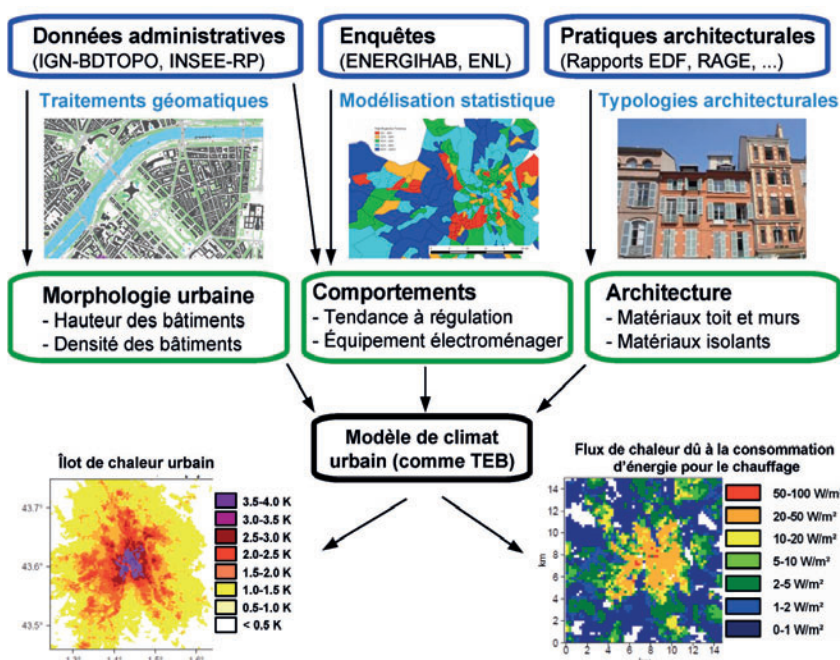 Données administratives
(IGN-BDTOPO, INSEE-RP)
Enquêtes
(ENERGIHAB, ENL)
Pratiques architecturales
(Rapports EDF, RAGE, ...)
Traitements géomatiques
Modélisation statistique
Typologies architecturales
Morphologie urbaine
- Hauteur des bâtiments
- Densité des bâtiments
Comportements
- Tendance à régulation
- Équipement électroménager
Architecture
- Matériaux toit et murs
- Matériaux isolants
Modèle de climat
urbain (comme TEB)
Îlot de chaleur urbain
43.7°
43.6°
43.5°
3.5-4.0 K
3.0-3.5 K
2.5-3.0 K
2.0-2.5 K
1.5-2.0 K
1.0-1.5 K
0.5-1.0 K
< 0.5 K
Flux de chaleur dû à la consommation
d'énergie pour le chauffage
14
12
10
8
6
4
2
0
km
0 2 4 6 8 10 12 14
50-100 W/m²
20-50 W/m²
10-20 W/m²
5-10 W/m²
2-5 W/m²
1-2 W/m²
0-1 W/m²